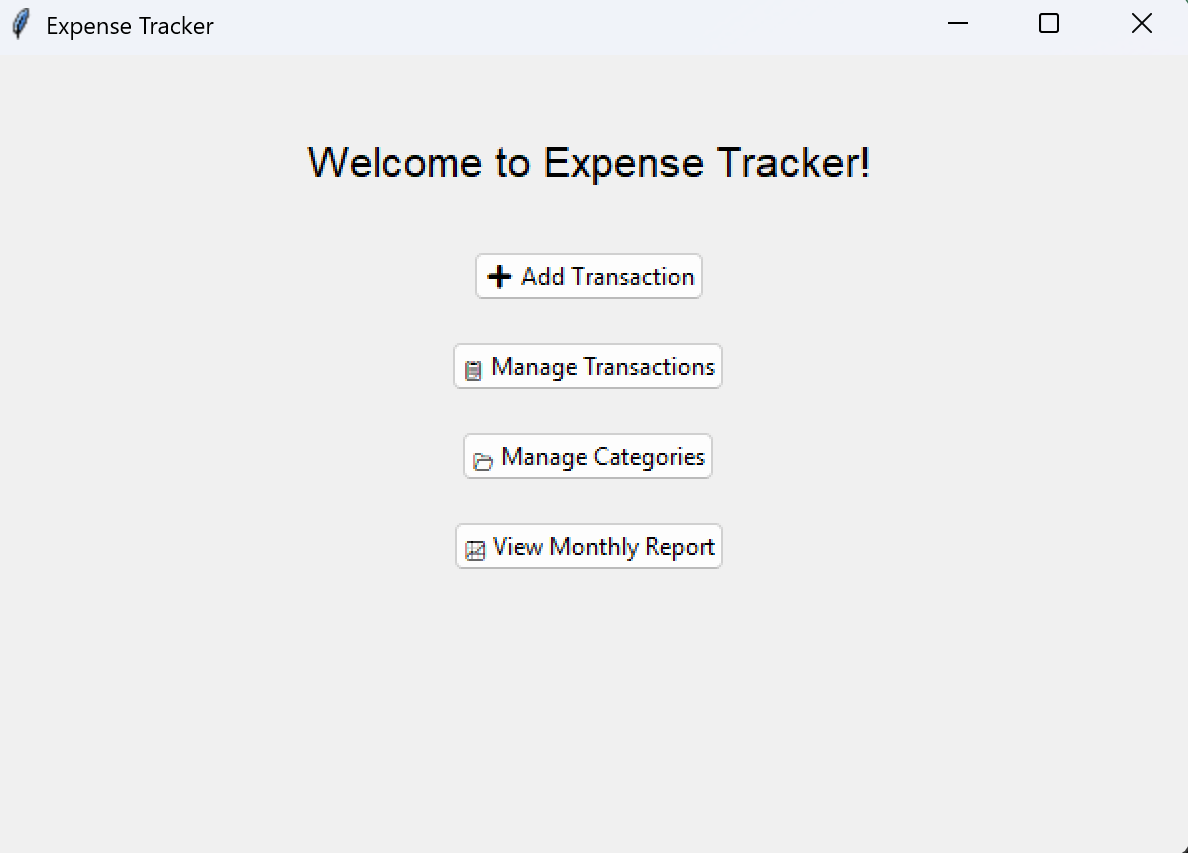 Expense Tracker
Welcome to Expense Tracker!
Add Transaction
Manage Transactions
Manage Categories
View Monthly Report